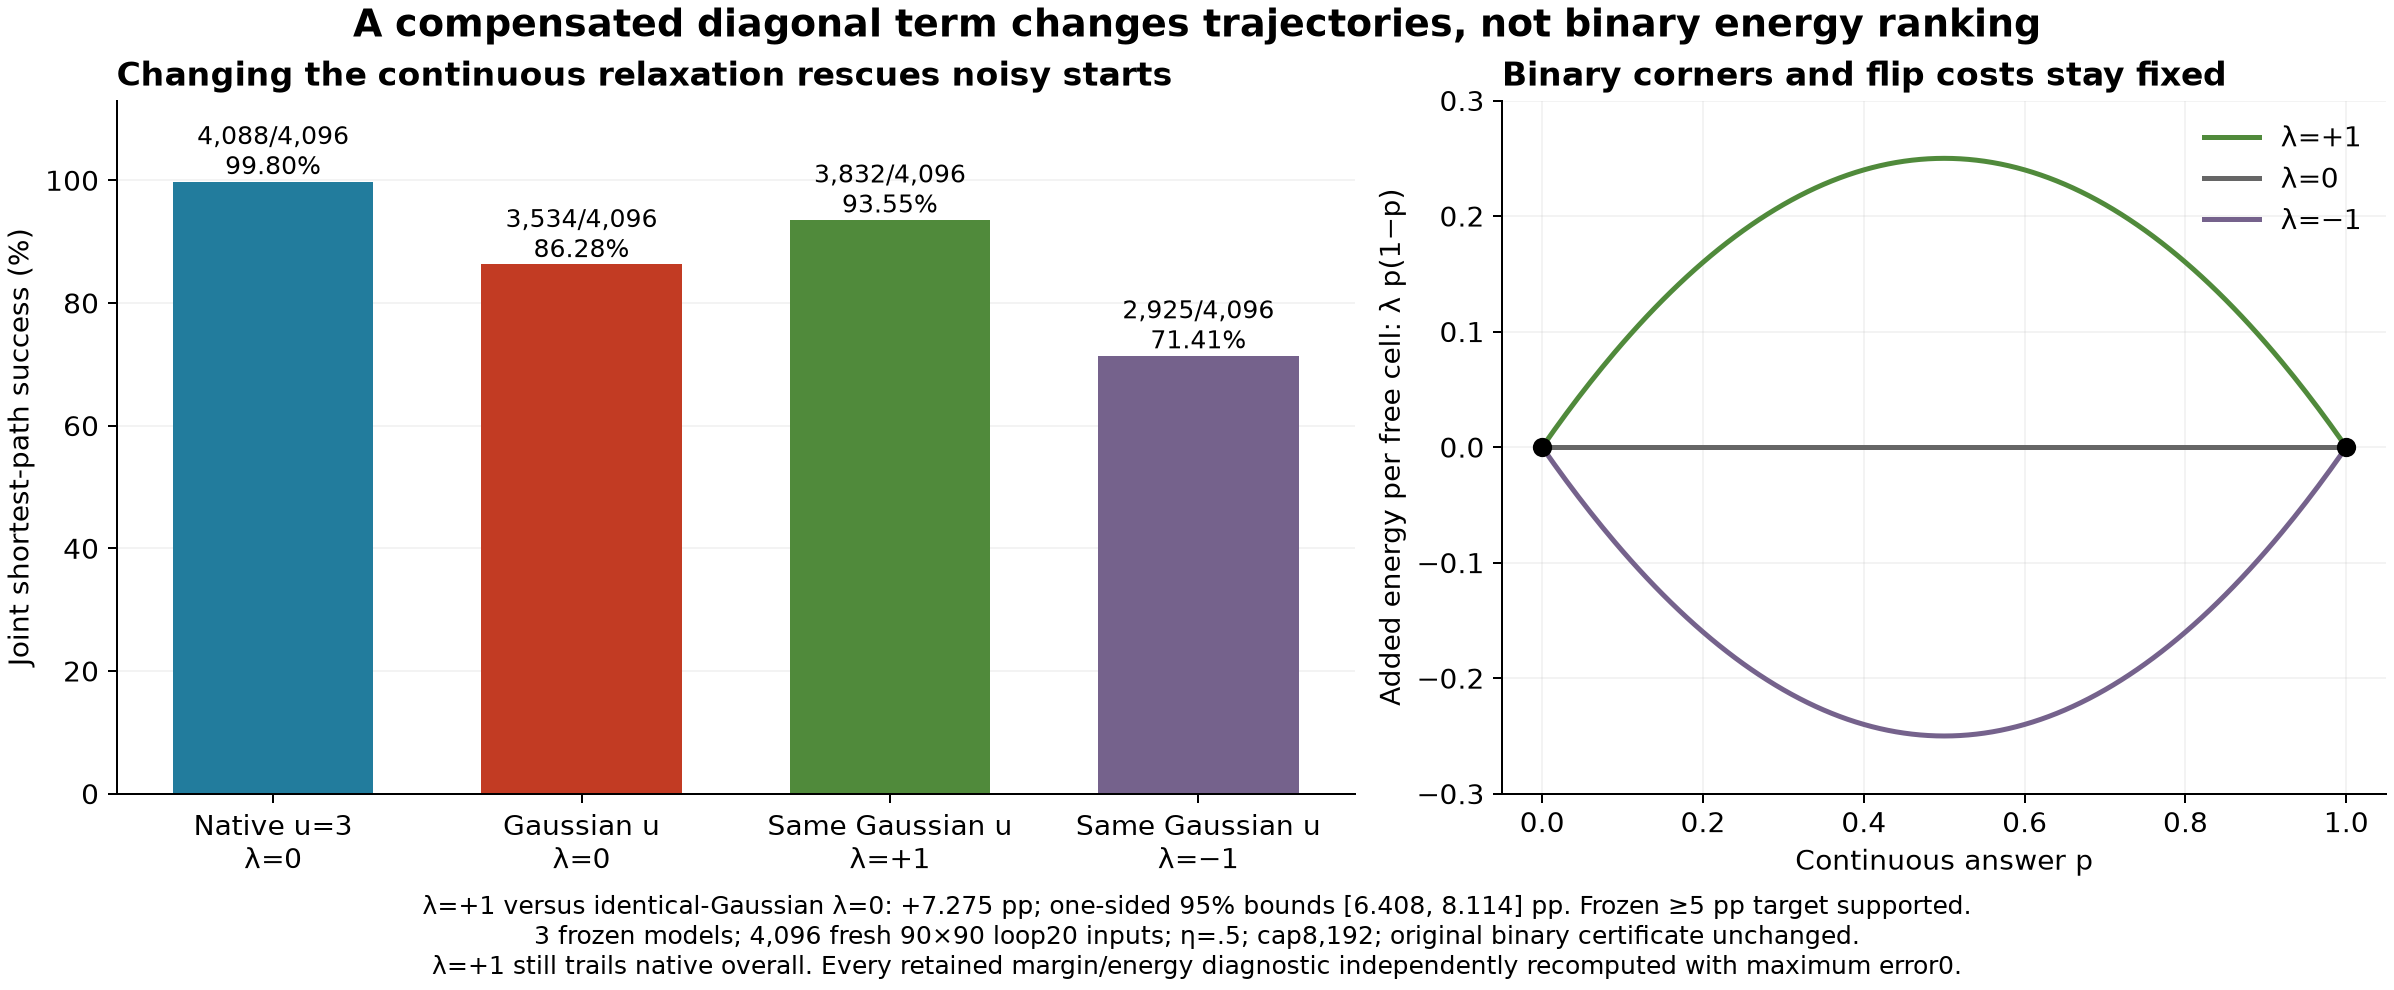 A compensated diagonal term changes trajectories, not binary energy ranking
Changing the continuous relaxation rescues noisy starts
Joint shortest-path success (%)
100
80
60
40
20
0
4,088/4,096
99.80%
3,534/4,096
86.28%
3,832/4,096
93.55%
2,925/4,096
71.41%
Native u=3
λ=0
Gaussian u
λ=0
Same Gaussian u
λ=+1
Same Gaussian u
λ=−1
Binary corners and flip costs stay fixed
Added energy per free cell: λ p(1−p)
0.3
0.2
0.1
0.0
−0.1
−0.2
−0.3
λ=+1
λ=0
λ=−1
0.0 0.2 0.4 0.6 0.8 1.0
Continuous answer p
λ=+1 versus identical-Gaussian λ=0: +7.275 pp; one-sided 95% bounds [6.408, 8.114] pp. Frozen ≥5 pp target supported.
3 frozen models; 4,096 fresh 90×90 loop20 inputs; η=.5; cap8,192; original binary certificate unchanged.
λ=+1 still trails native overall. Every retained margin/energy diagnostic independently recomputed with maximum error0.